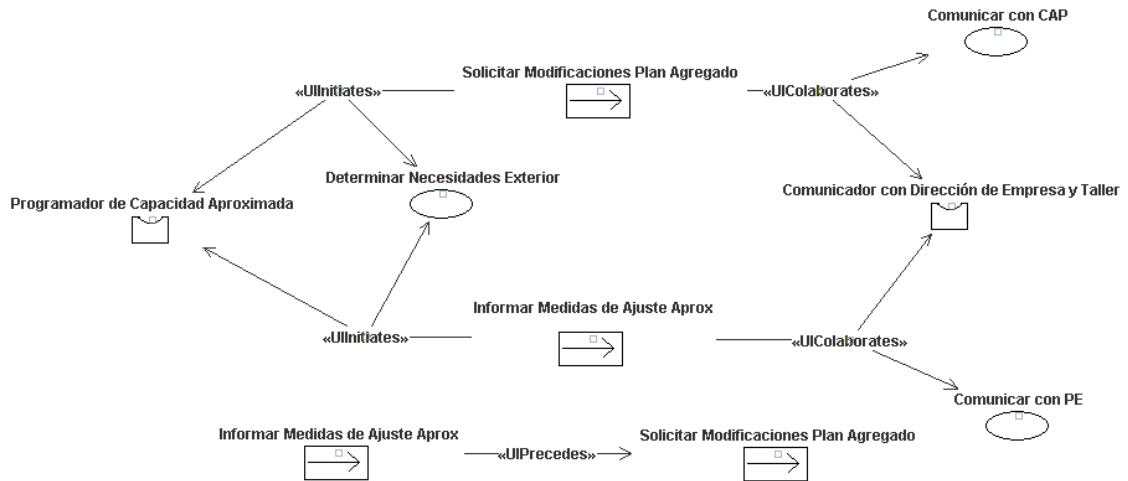 Comunicar con CAP
Solicitar Modificaciones Plan Agregado
«UIInitiates»
«UIColaborates»
Determinar Necesidades Exterior
Programador de Capacidad Aproximada
Comunicador con Dirección de Empresa y Taller
Informar Medidas de Ajuste Aprox
«UIInitiates»
«UIColaborates»
Comunicar con PE
Informar Medidas de Ajuste Aprox
«UIPrecedes»
Solicitar Modificaciones Plan Agregado